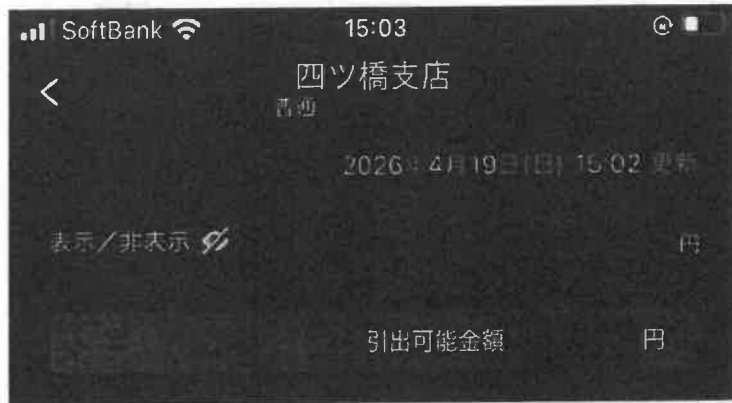 SoftBank 15:03
四ツ橋支店
普通
2026年4月19日(日) 15:02 更新
表示/非表示 円
引出可能金額 円